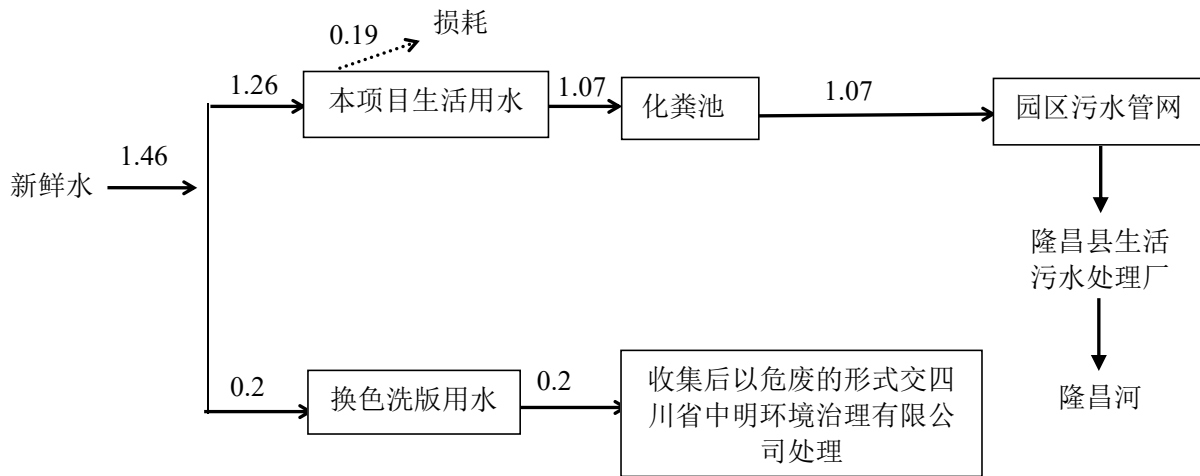 0.19
损耗
1.26
本项目生活用水
1.07
化粪池
1.07
园区污水管网
新鲜水
1.46
隆昌县生活
污水处理厂
0.2
换色洗版用水
0.2
收集后以危废的形式交四
川省中明环境治理有限公
司处理
隆昌河